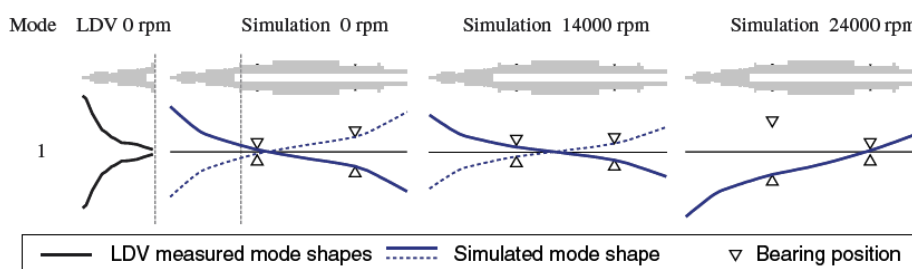 Mode LDV 0 rpm Simulation 0 rpm Simulation 14000 rpm Simulation 24000 rpm
1
LDV measured mode shapes Simulated mode shape Bearing position